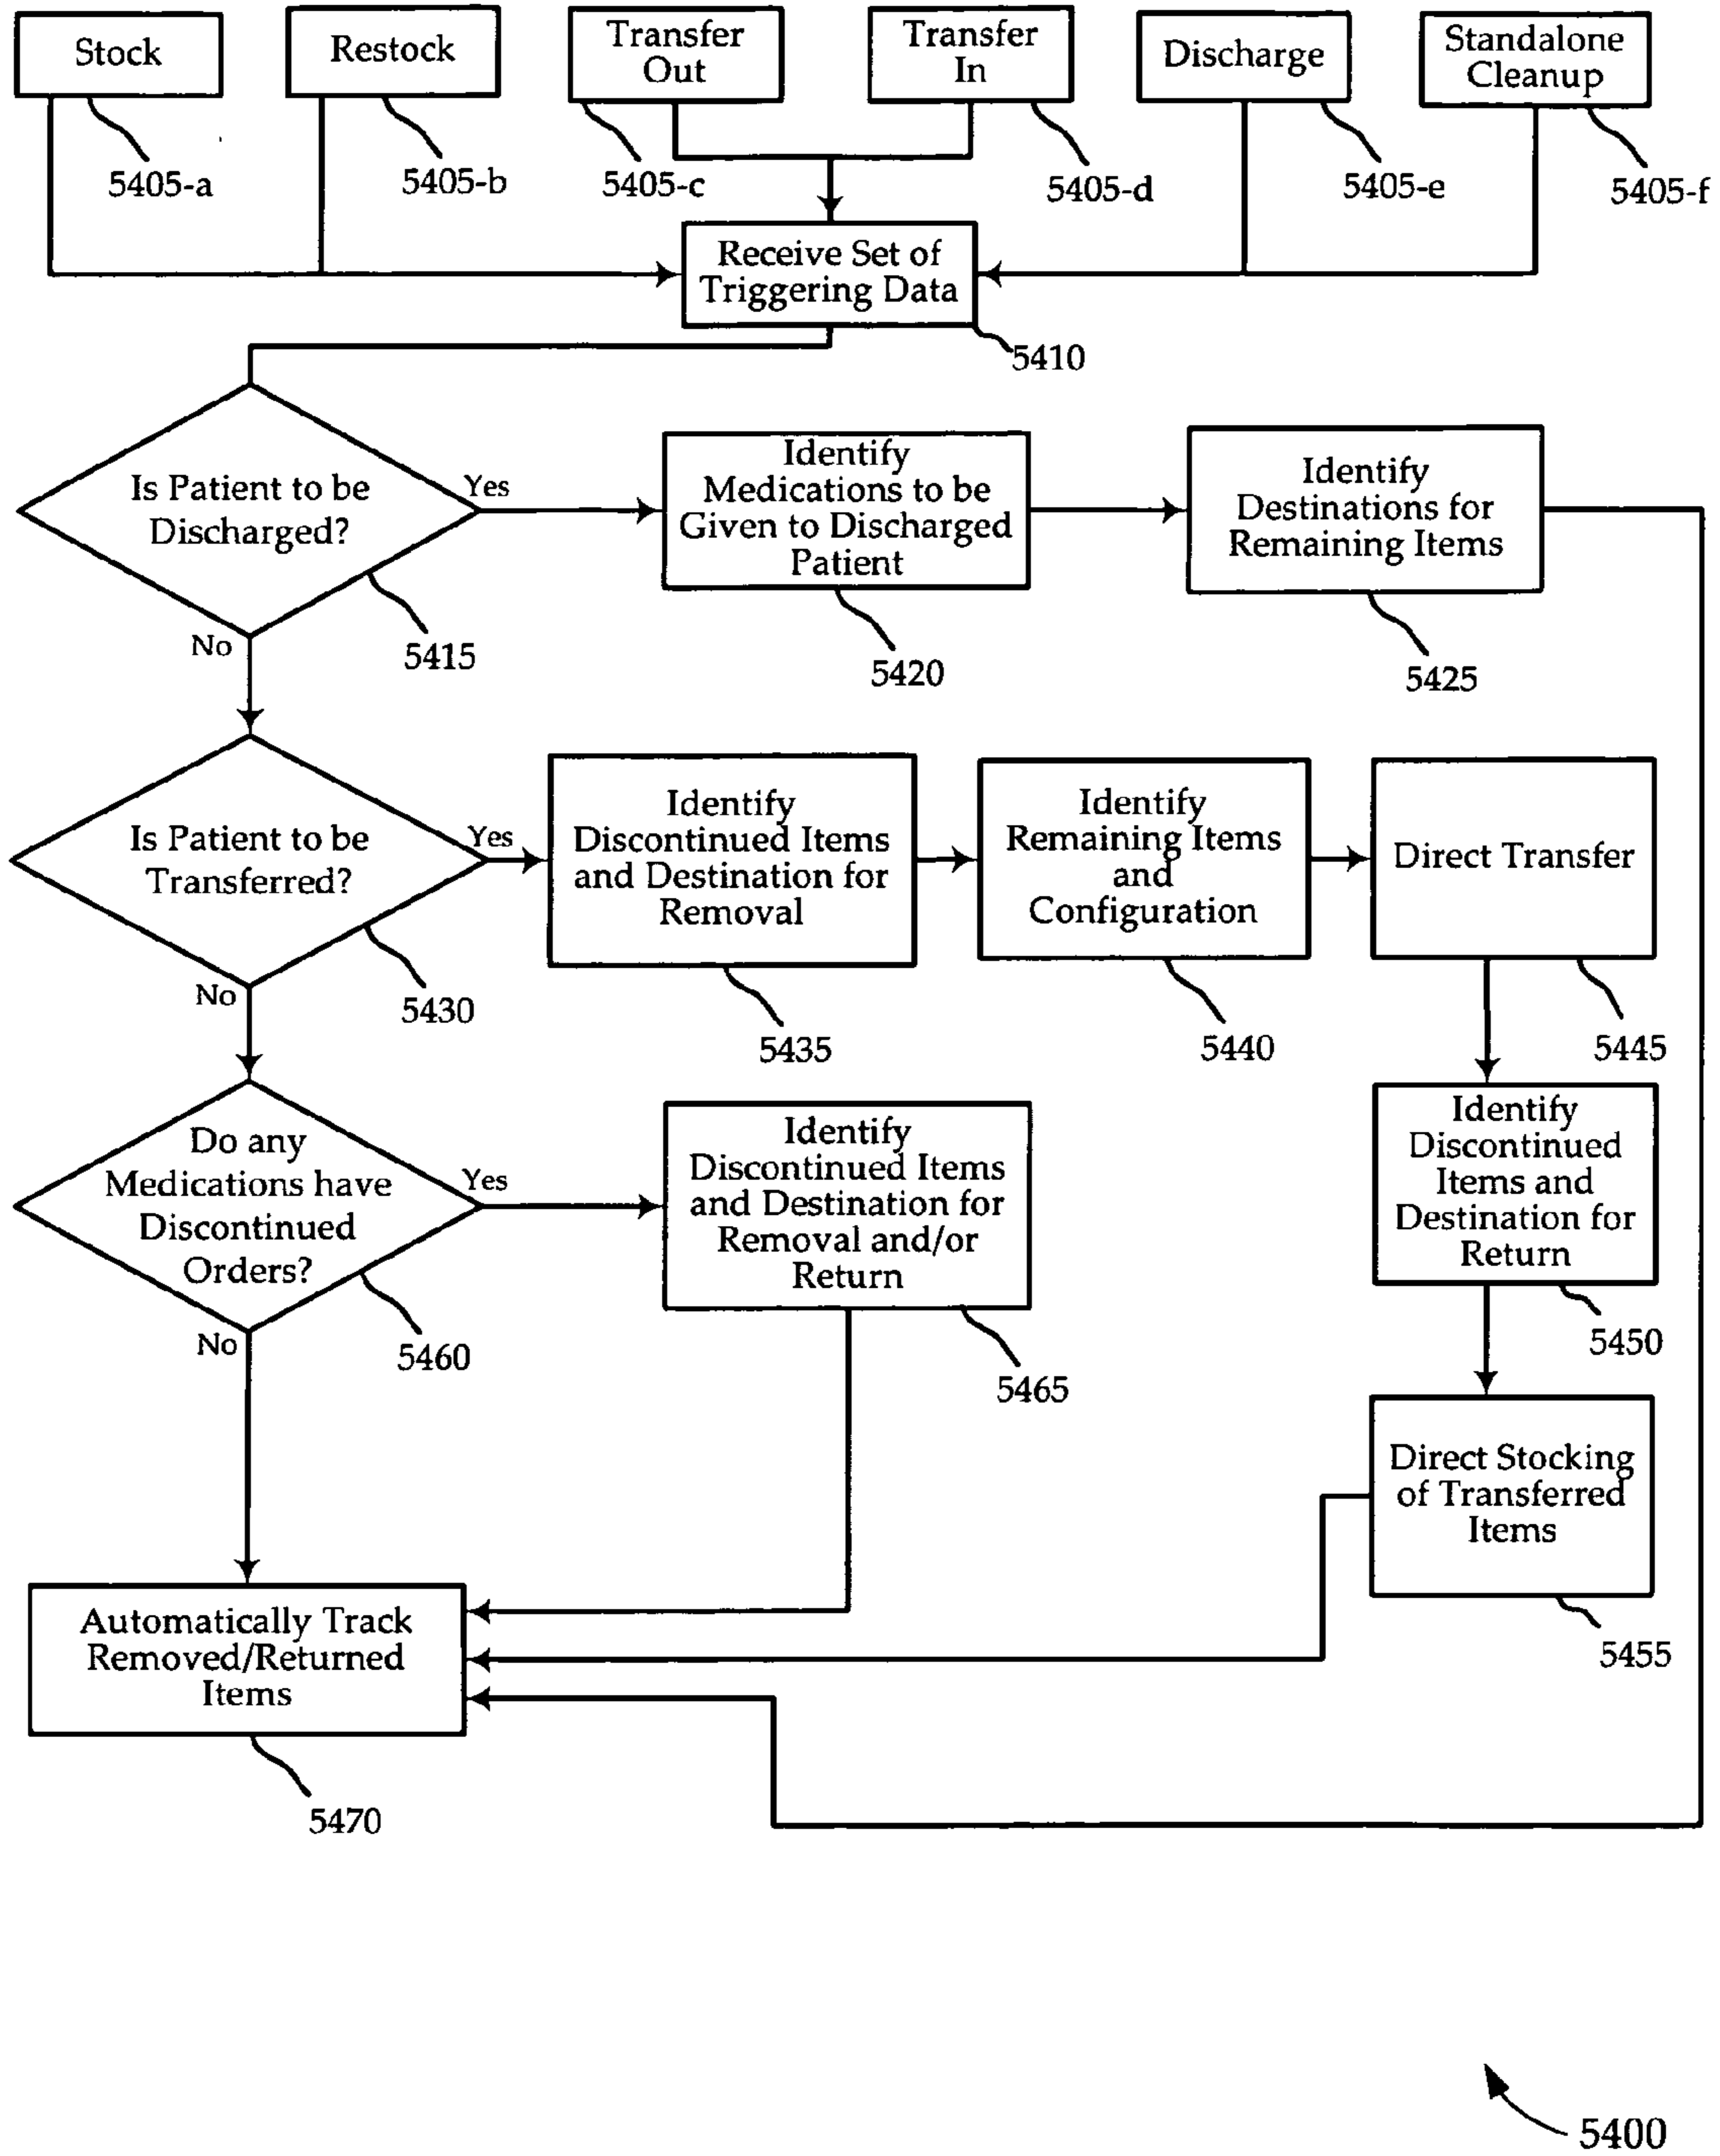 Stock
Restock
Transfer
Out
Transfer
In
Discharge
Standalone
Cleanup
5405-a
5405-b
5405-c
5405-d
5405-e
5405-f
Receive Set of
Triggering Data
5410
Is Patient to be
Discharged?
Yes
No
5415
Identify
Medications to be
Given to Discharged
Patient
5420
Identify
Destinations for
Remaining Items
5425
Is Patient to be
Transferred?
Yes
No
5430
Identify
Discontinued Items
and Destination for
Removal
5435
Identify
Remaining Items
and
Configuration
5440
Direct Transfer
5445
Do any
Medications have
Discontinued
Orders?
Yes
No
5460
Identify
Discontinued Items
and Destination for
Removal and/or
Return
5465
Identify
Discontinued
Items and
Destination for
Return
5450
Direct Stocking
of Transferred
Items
5455
Automatically Track
Removed/Returned
Items
5470
5400